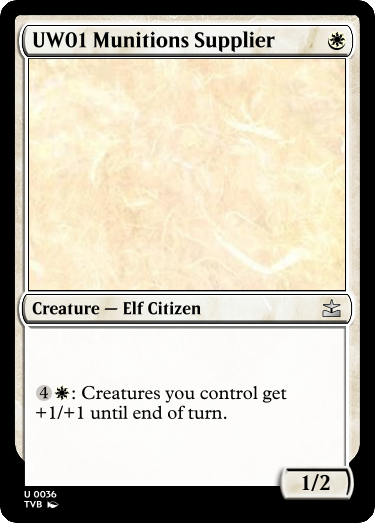 UW01 Munitions Supplier
Creature — Elf Citizen
4: Creatures you control get
+1/+1 until end of turn.
1/2
U 0036
TVB